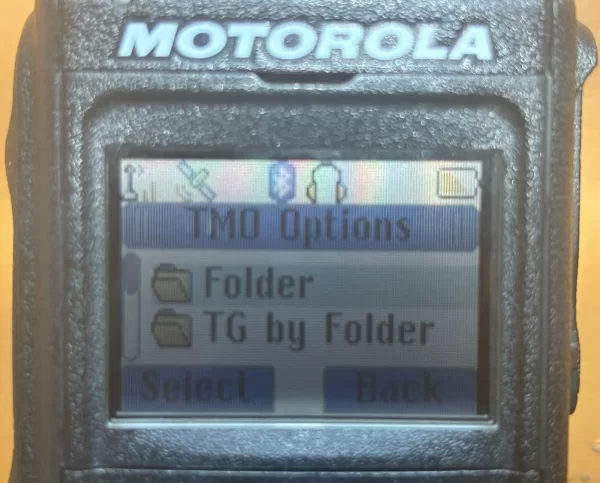 MOTOROLA
TMO Options
Folder
TG by Folder
Select Back